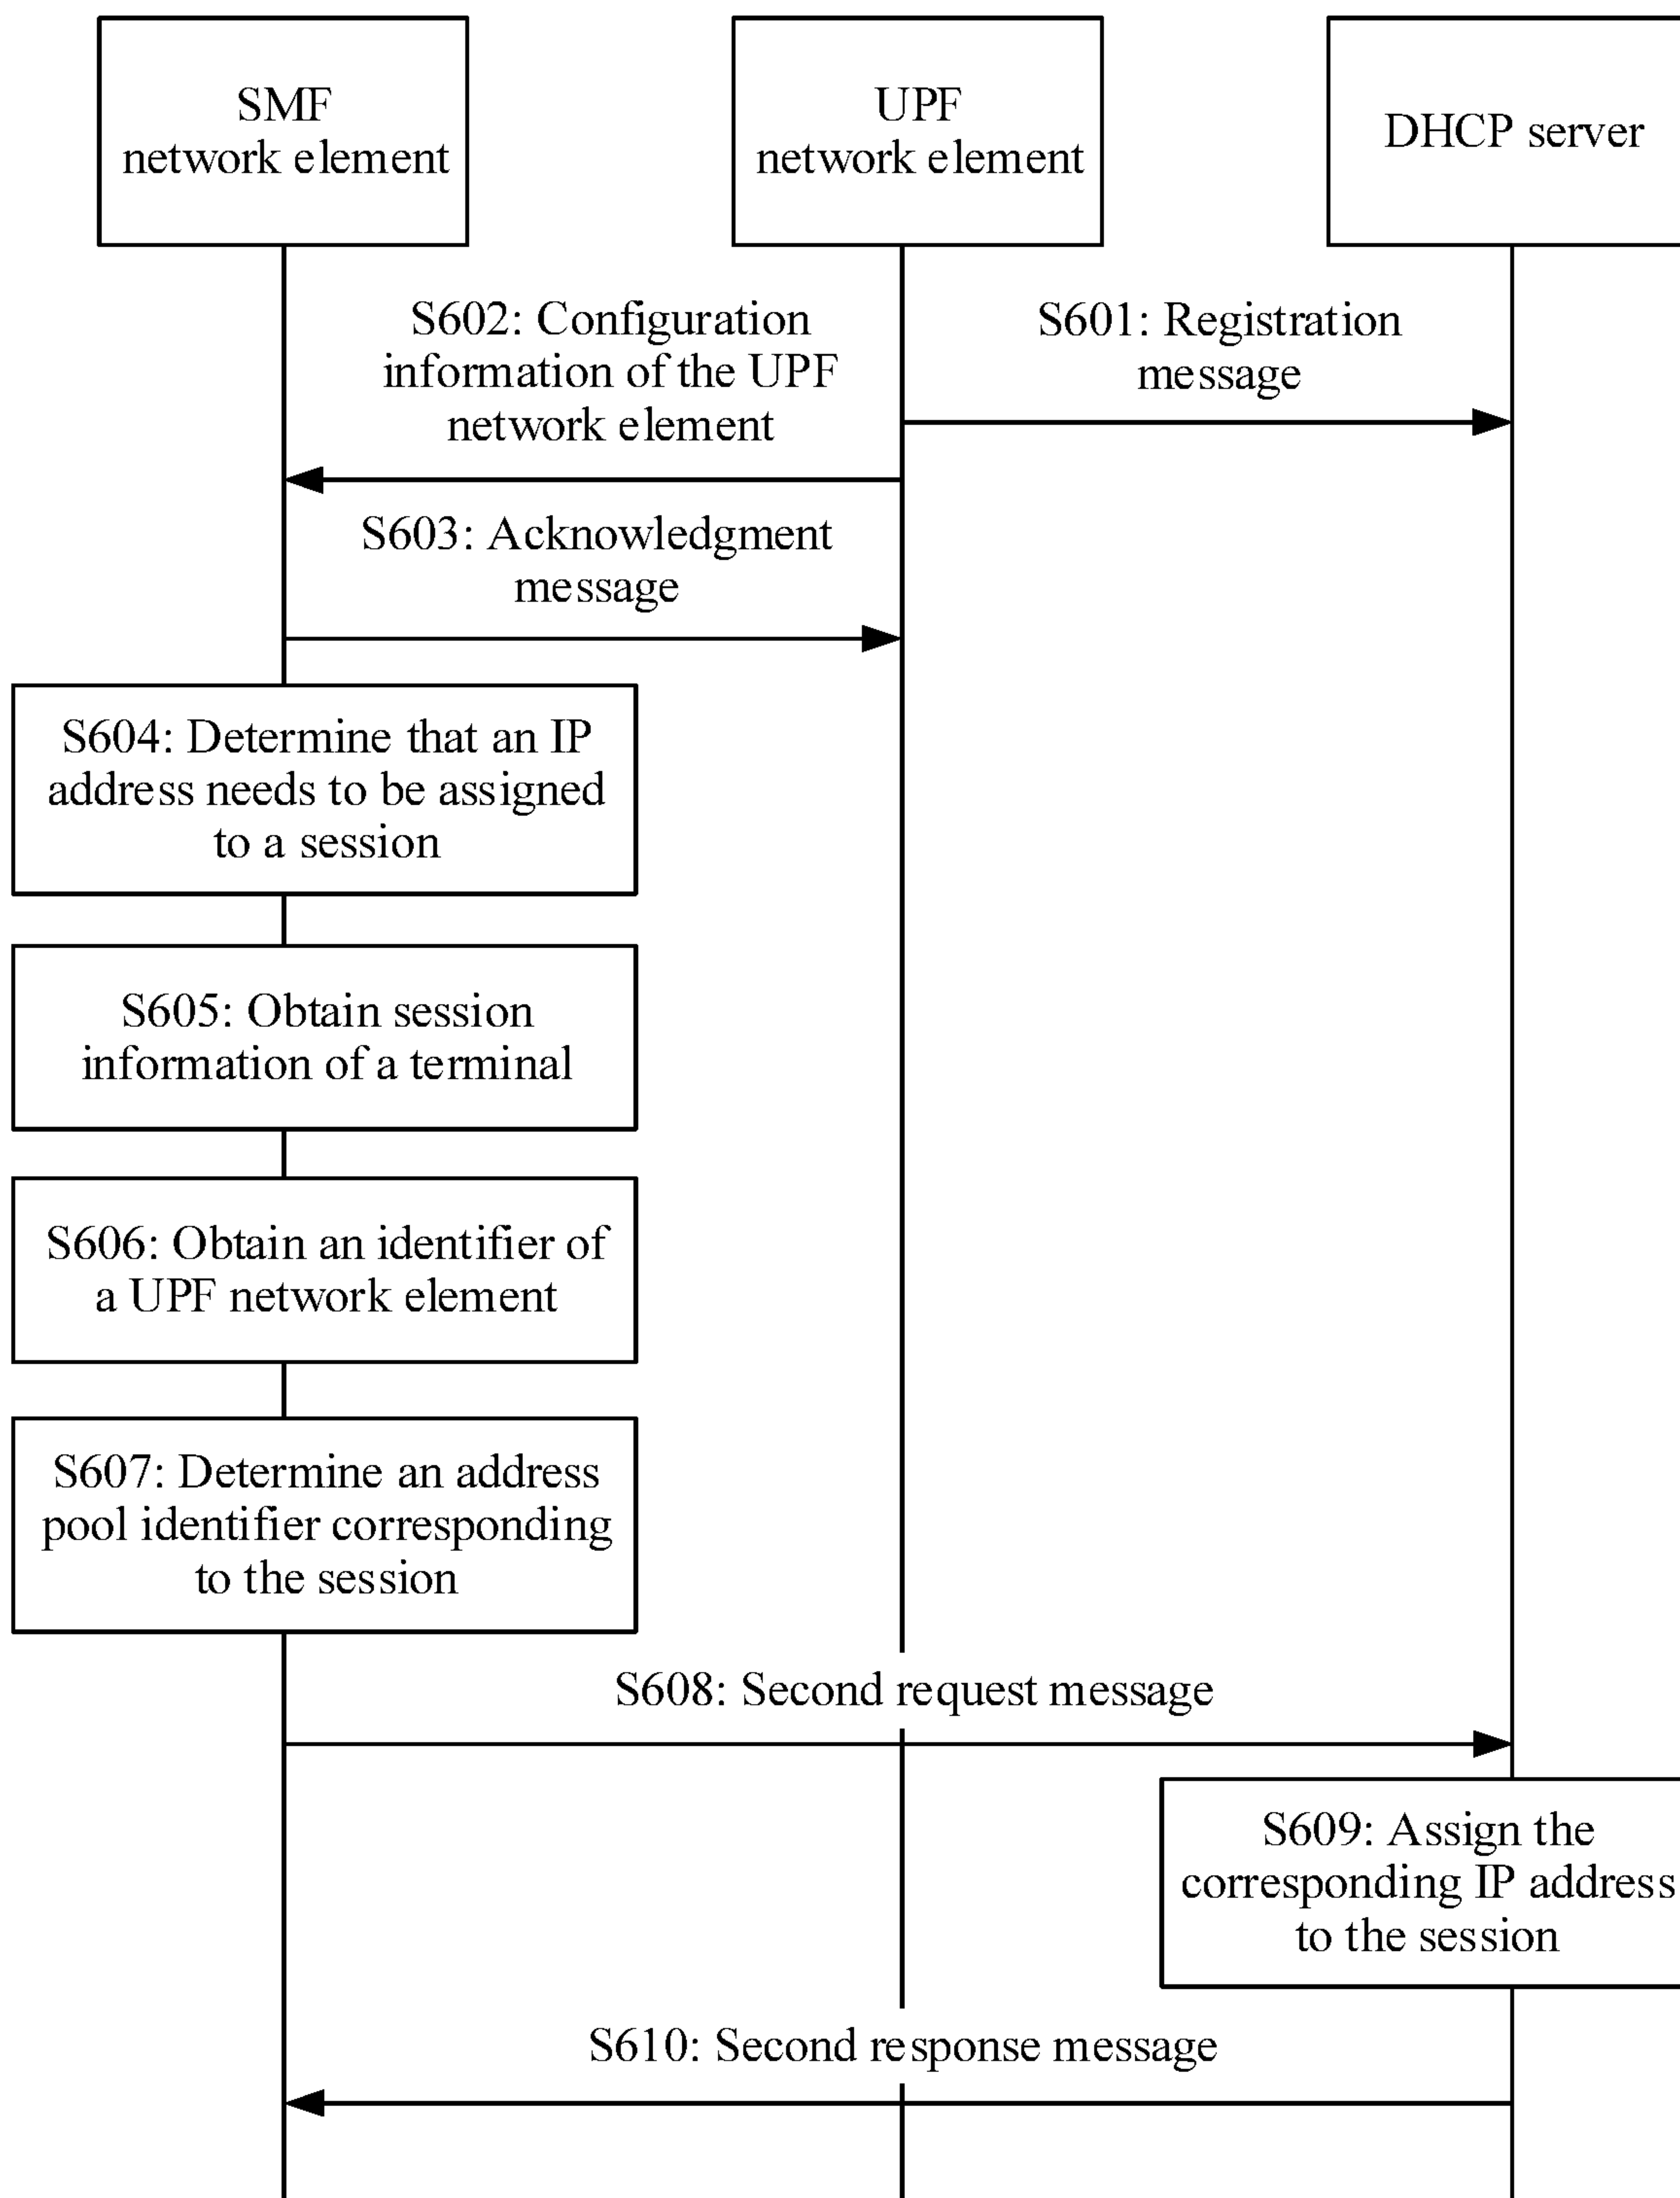 SMF
network element
UPF
network element
DHCP server
S602: Configuration
information of the UPF
network element
S601: Registration
message
S603: Acknowledgment
message
S604: Determine that an IP
address needs to be assigned
to a session
S605: Obtain session
information of a terminal
S606: Obtain an identifier of
a UPF network element
S607: Determine an address
pool identifier corresponding
to the session
S608: Second request message
S609: Assign the
corresponding IP address
to the session
S610: Second response message